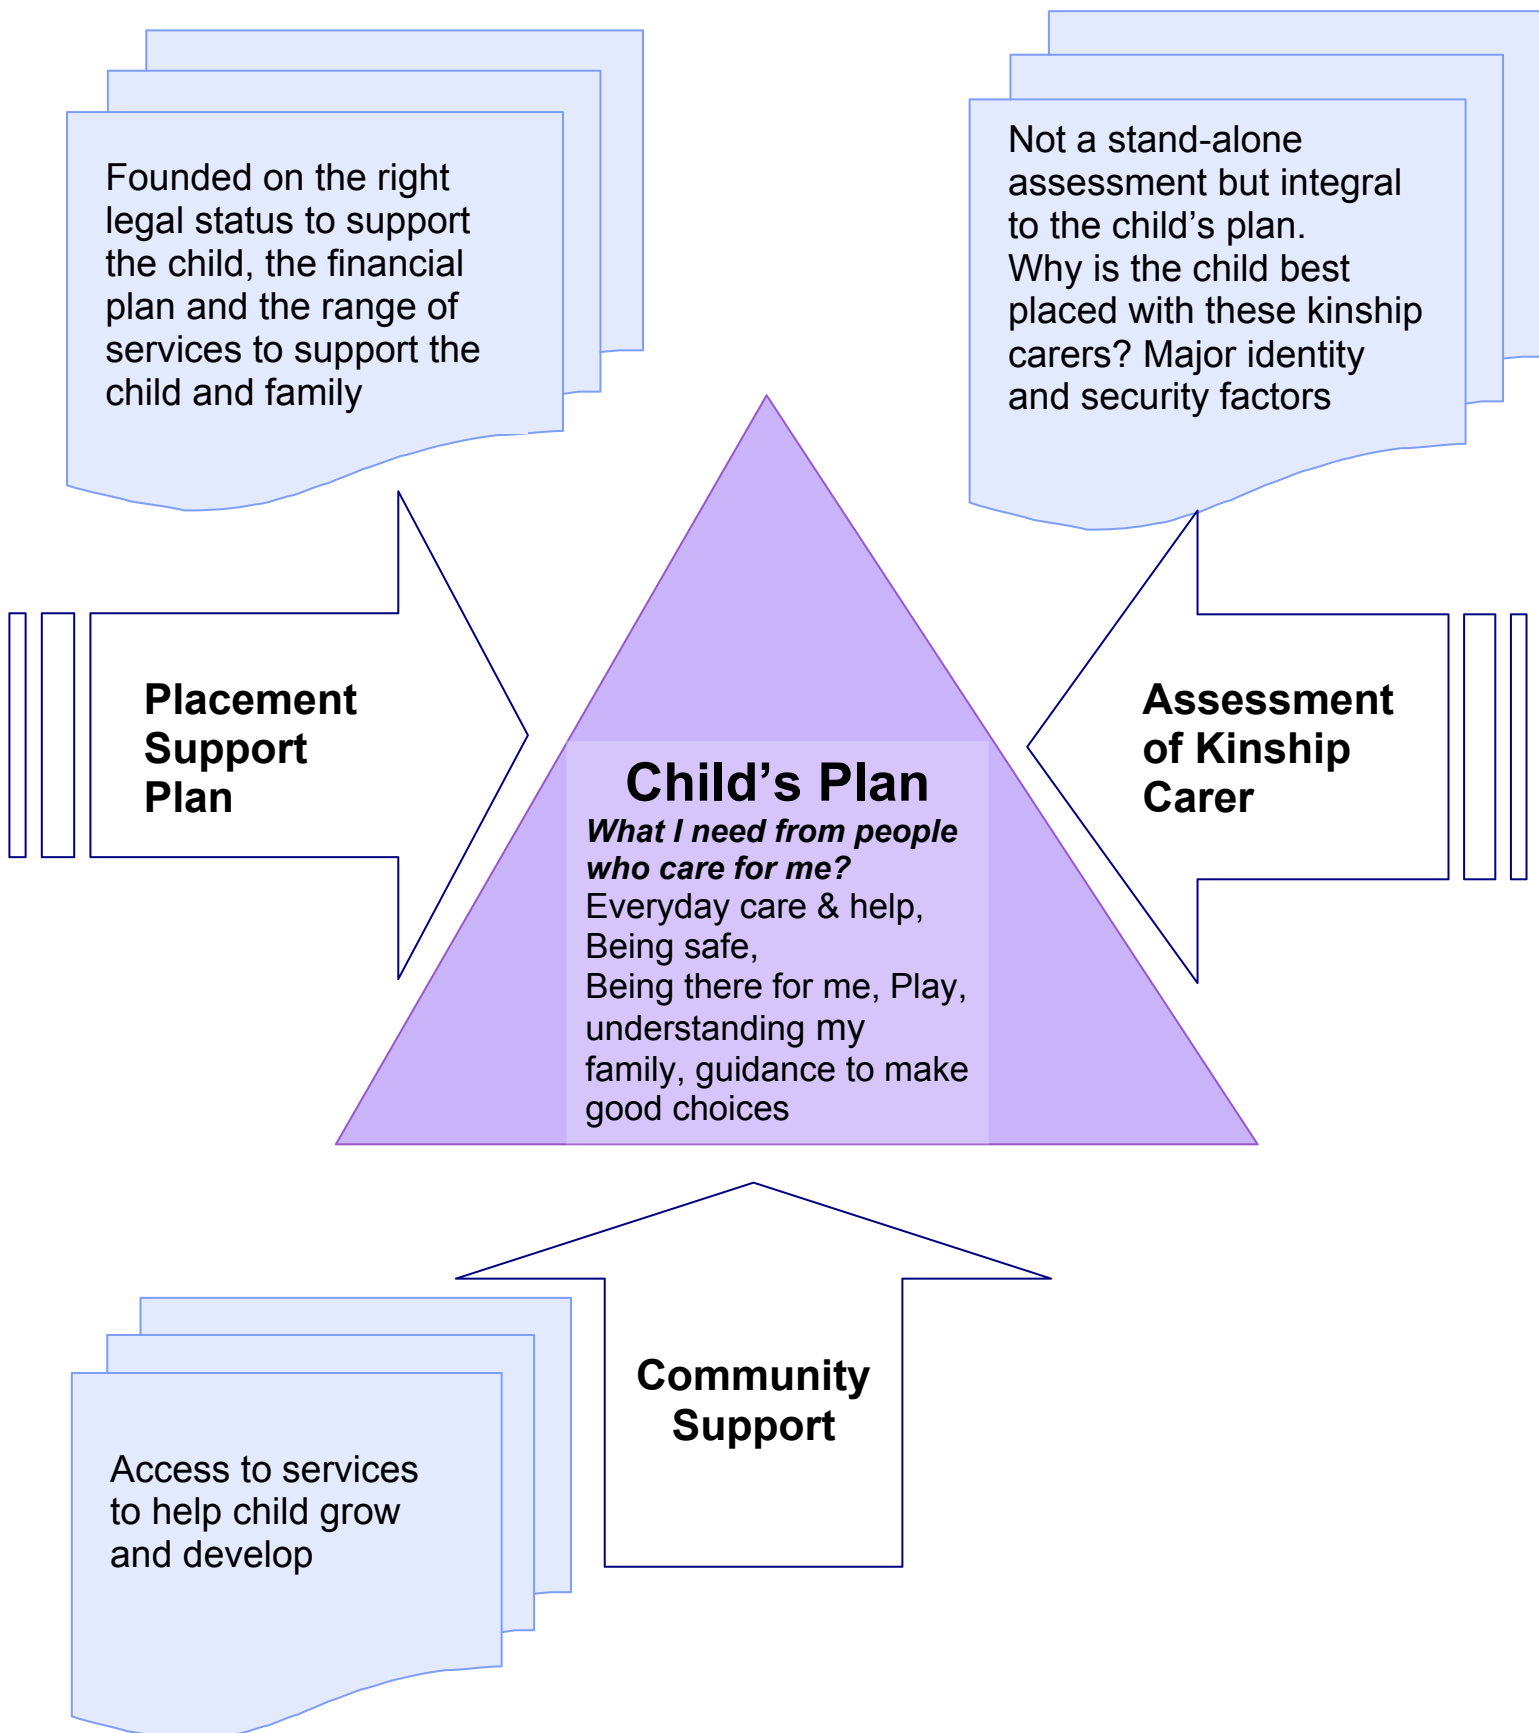 Founded on the right
legal status to support
the child, the financial
plan and the range of
services to support the
child and family
Not a stand-alone
assessment but integral
to the child’s plan.
Why is the child best
placed with these kinship
carers? Major identity
and security factors
Placement
Support
Plan
Child’s Plan
What I need from people
who care for me?
Everyday care & help,
Being safe,
Being there for me, Play,
understanding my
family, guidance to make
good choices
Assessment
of Kinship
Carer
Community
Support
Access to services
to help child grow
and develop